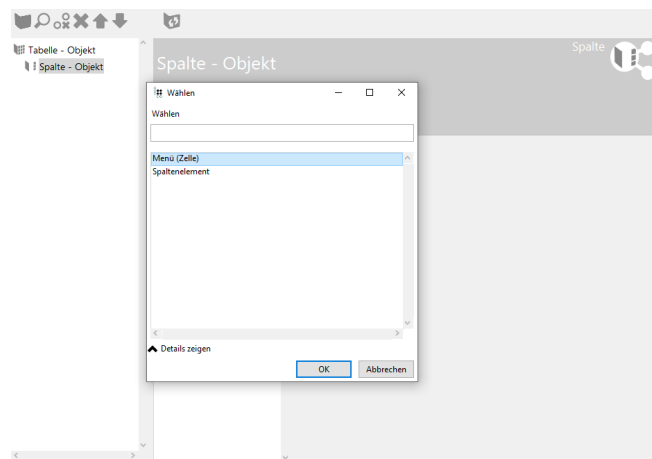 Tabelle - Objekt
Spalte - Objekt
Spalte - Objekt
Spalte
Wählen
Wählen
Menü (Zelle)
Spaltenelement
Details zeigen
OK
Abbrechen